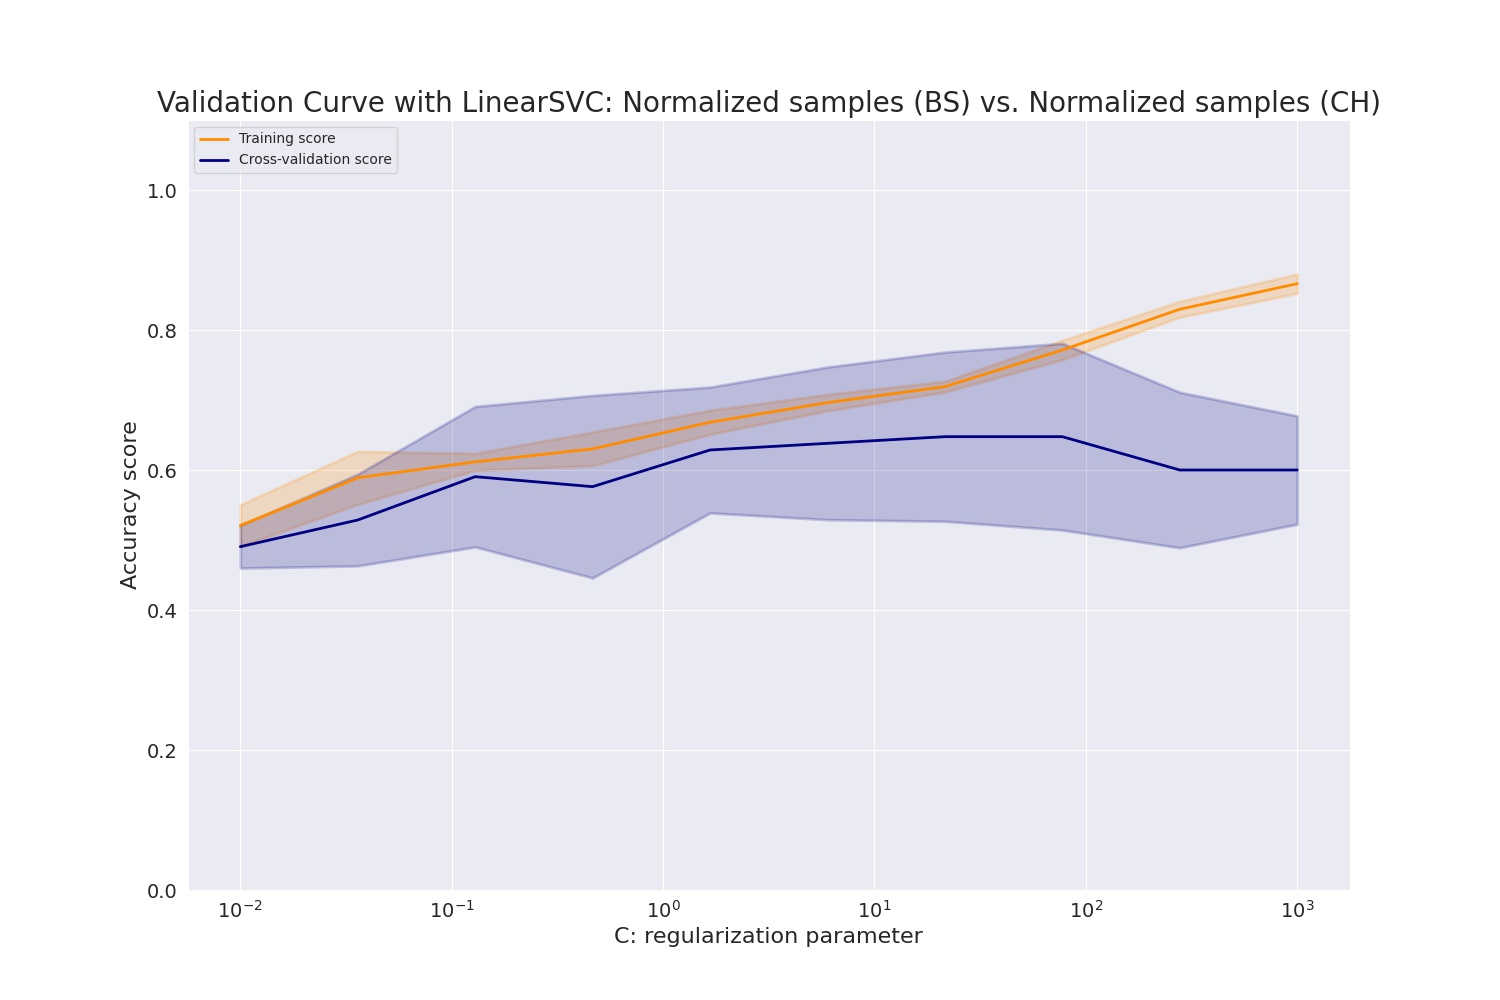 Validation Curve with LinearSVC: Normalized samples (BS) vs. Normalized samples (CH)
Training score
Cross-validation score
1.0
0.8
0.6
0.4
0.2
0.0
Accuracy score
10⁻² 10⁻¹ 10⁰ 10¹ 10² 10³
C: regularization parameter